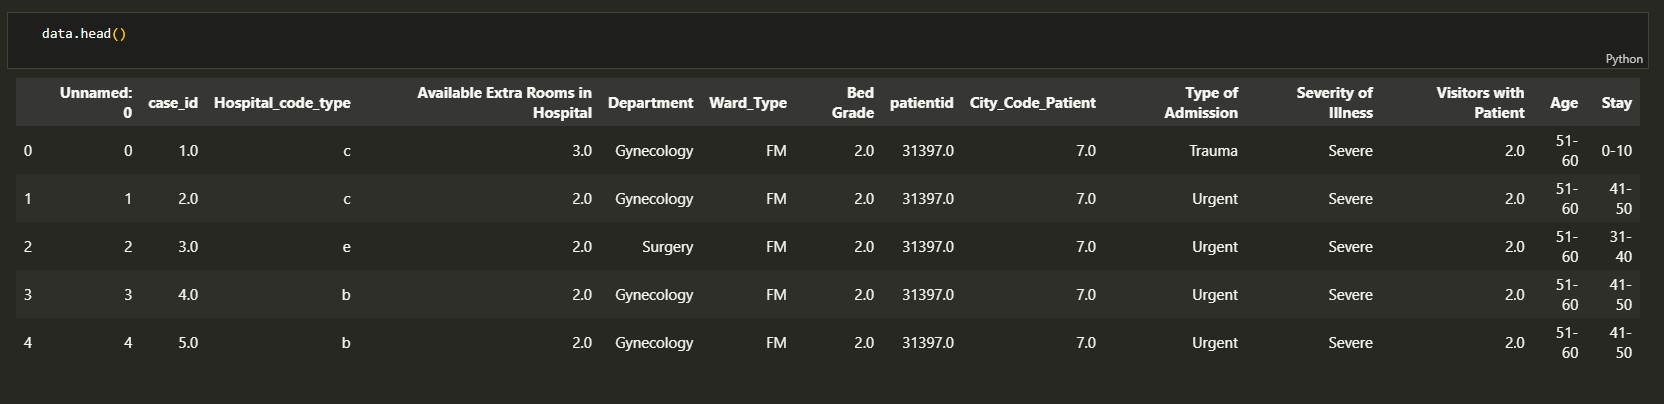 data.head()
Python
Unnamed: 0 case_id Hospital_code_type Available Extra Rooms in Hospital Department Ward_Type Bed Grade patientid City_Code_Patient Type of Admission Severity of Illness Visitors with Patient Age Stay
0 0 1.0 c 3.0 Gynecology FM 2.0 31397.0 7.0 Trauma Severe 2.0 51-60 0-10
1 1 2.0 c 2.0 Gynecology FM 2.0 31397.0 7.0 Urgent Severe 2.0 51-60 41-50
2 2 3.0 e 2.0 Surgery FM 2.0 31397.0 7.0 Urgent Severe 2.0 51-60 31-40
3 3 4.0 b 2.0 Gynecology FM 2.0 31397.0 7.0 Urgent Severe 2.0 51-60 41-50
4 4 5.0 b 2.0 Gynecology FM 2.0 31397.0 7.0 Urgent Severe 2.0 51-60 41-50